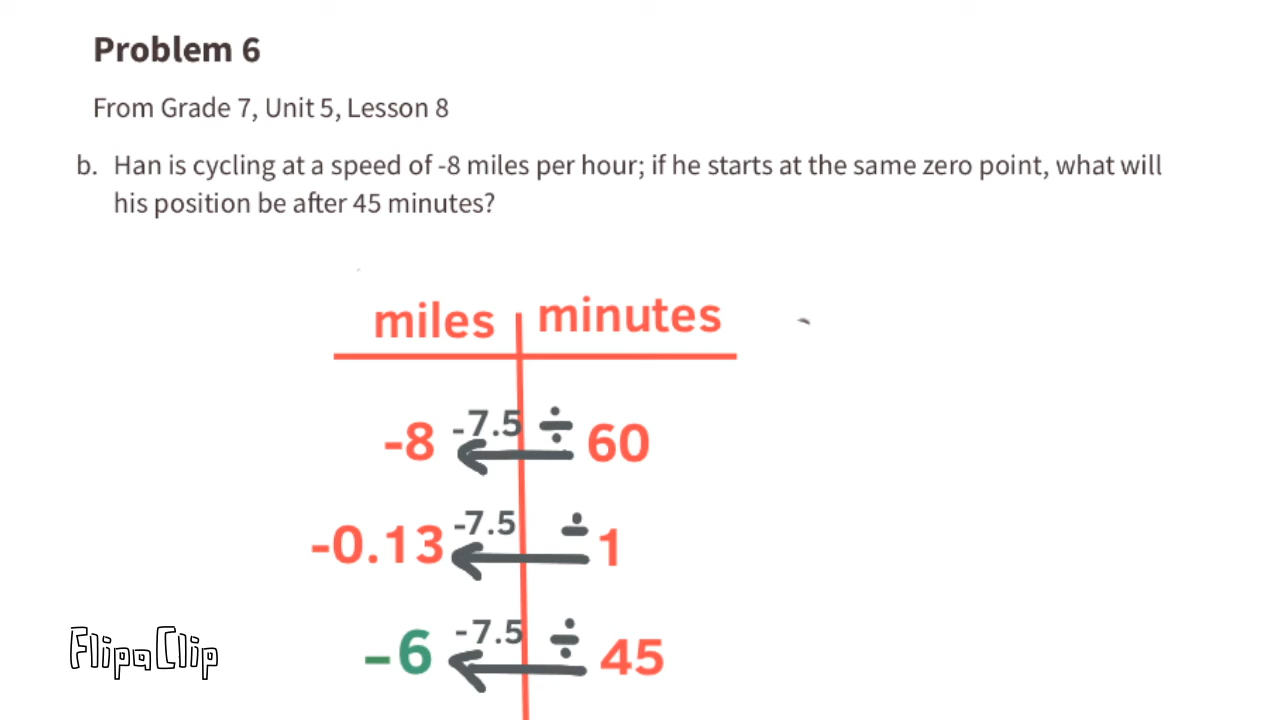 Problem 6
From Grade 7, Unit 5, Lesson 8
b. Han is cycling at a speed of -8 miles per hour; if he starts at the same zero point, what will
his position be after 45 minutes?
miles minutes
-8 -7.5 ÷ 60
-0.13 -7.5 ÷ 1
-6 -7.5 ÷ 45
FlipaClip